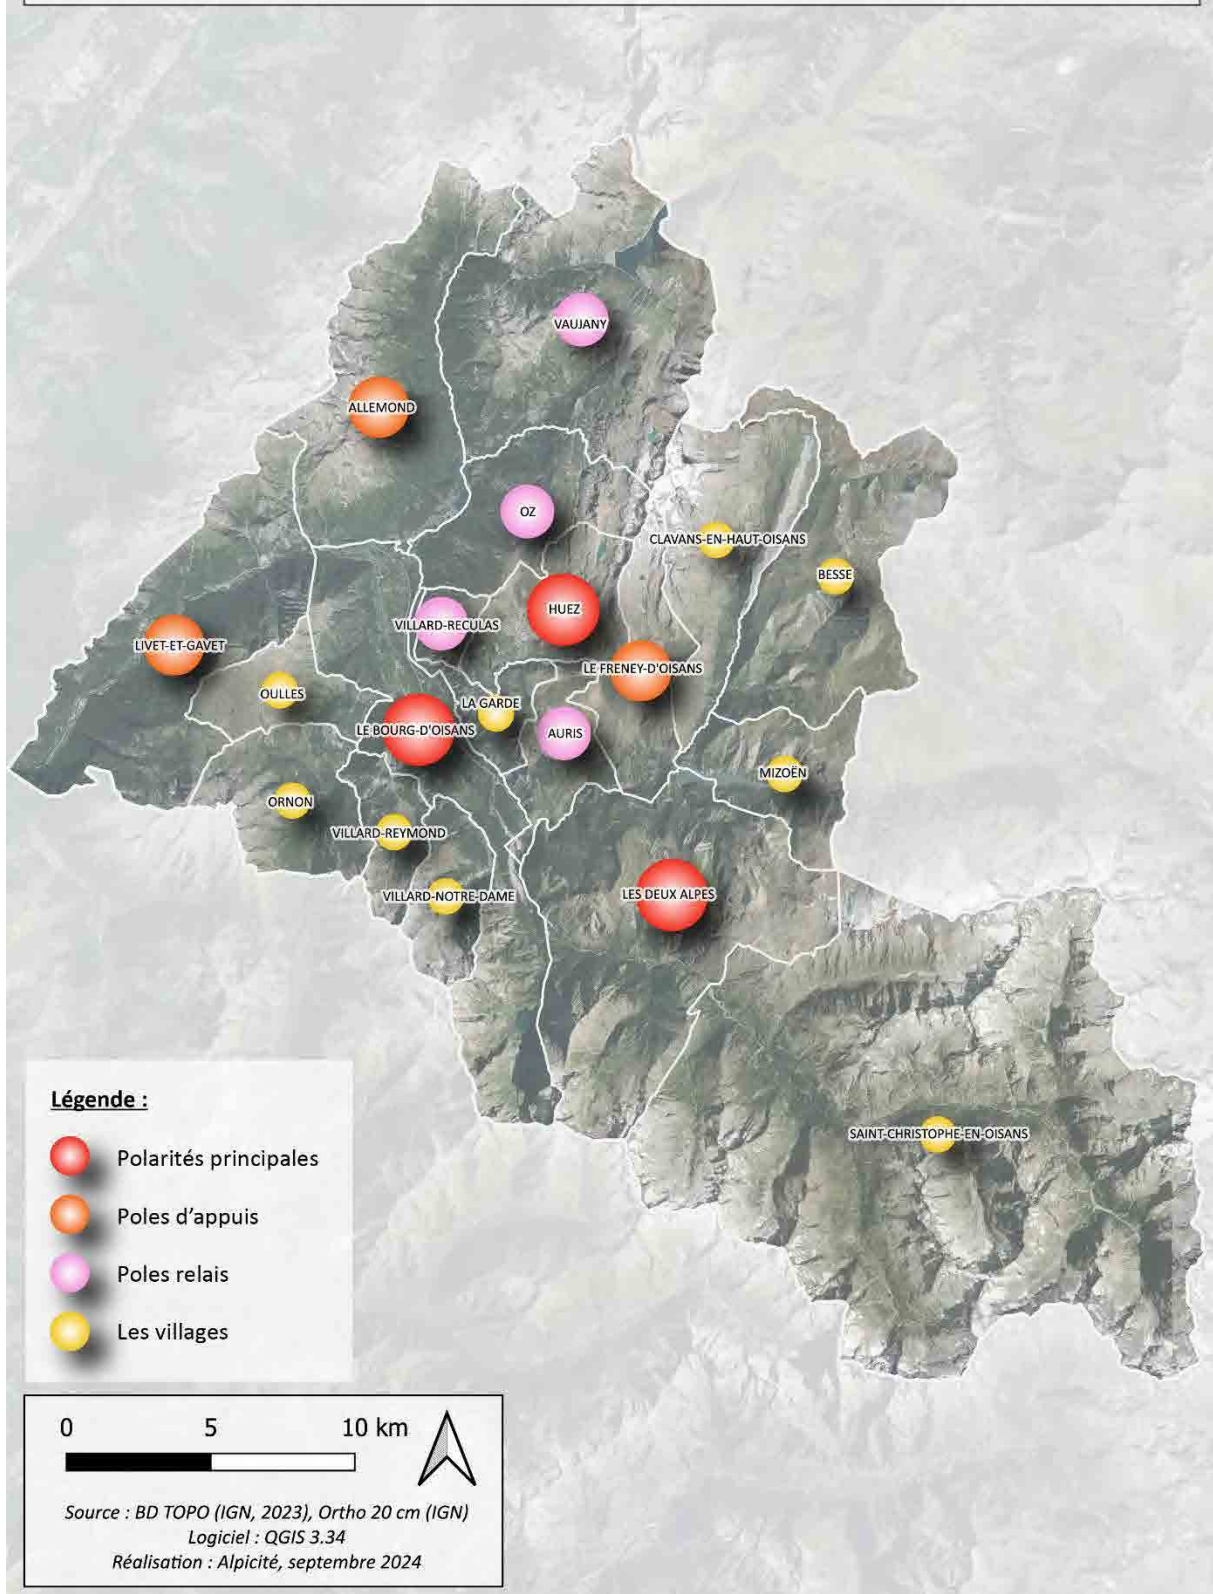 VAUJANY
ALLEMOND
OZ
CLAVANS-EN-HAUT-OISANS
BESSE
HUEZ
VILLARD-RECULAS
LIVET-ET-GAVET
LE FRENEY-D'OISANS
OULLES
LA GARDE
LE BOURG-D'OISANS
AURIS
MIZOËN
ORNON
VILLARD-REYMOND
VILLARD-NOTRE-DAME
LES DEUX ALPES
SAINT-CHRISTOPHE-EN-OISANS
Légende :
Polarités principales
Poles d’appuis
Poles relais
Les villages
0 5 10 km
Source : BD TOPO (IGN, 2023), Ortho 20 cm (IGN)
Logiciel : QGIS 3.34
Réalisation : Alpicité, septembre 2024